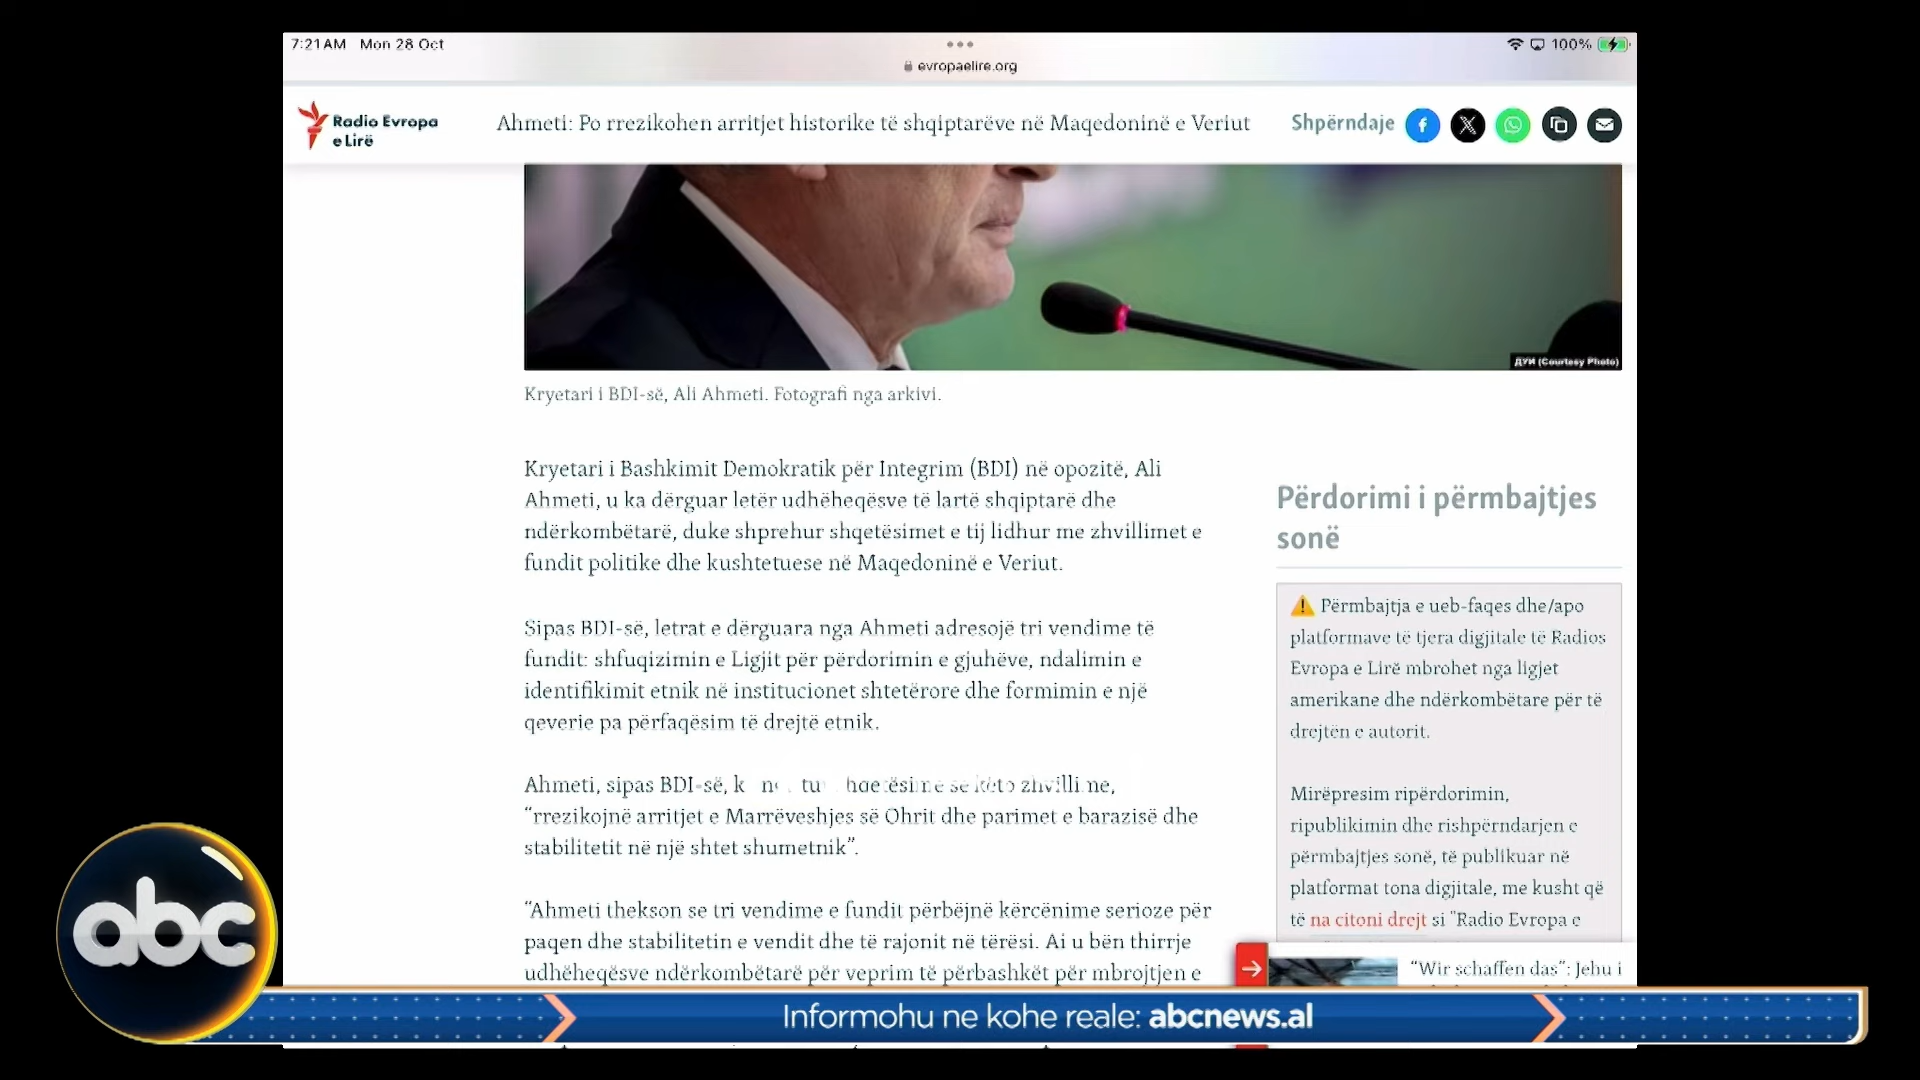 7:21 AM Mon 28 Oct
100%
evropaelire.org
Radio Evropa
e Lirë
Ahmeti: Po rrezikohen arritjet historike të shqiptarëve në Maqedoninë e Veriut
Shpërndaje
ДУИ (Courtesy Photo)
Kryetari i BDI-së, Ali Ahmeti. Fotografi nga arkivi.
Kryetari i Bashkimit Demokratik për Integrim (BDI) në opozitë, Ali
Ahmeti, u ka dërguar letër udhëheqësve të lartë shqiptarë dhe
ndërkombëtarë, duke shprehur shqetësimet e tij lidhur me zhvillimet e
fundit politike dhe kushtetuese në Maqedoninë e Veriut.
Sipas BDI-së, letrat e dërguara nga Ahmeti adresojë tri vendime të
fundit: shfuqizimin e Ligjit për përdorimin e gjuhëve, ndalimin e
identifikimit etnik në institucionet shtetërore dhe formimin e një
qeverie pa përfaqësim të drejtë etnik.
Ahmeti, sipas BDI-së, se këto
“rrezikojnë arritjet e Marrëveshjes së Ohrit dhe parimet e barazisë dhe
stabilitetit në një shtet shumetnik”.
“Ahmeti thekson se tri vendime e fundit përbëjnë kërcënime serioze për
paqen dhe stabilitetin e vendit dhe të rajonit në tërësi. Ai u bën thirrje
udhëheqësve ndërkombëtarë për veprim të përbashkët për mbrojtjen e
Përdorimi i përmbajtjes
sonë
Përmbajtja e ueb-faqes dhe/apo
platformave të tjera digjitale të Radios
Evropa e Lirë mbrohet nga ligjet
amerikane dhe ndërkombëtare për të
drejtën e autorit.
Mirëpresim ripërdorimin,
ripublikimin dhe rishpërndarjen e
përmbajtjes sonë, të publikuar në
platformat tona digjitale, me kusht që
të na citoni drejt si "Radio Evropa e
“Wir schaffen das”: Jehu i
abc
Informohu ne kohe reale: abcnews.al